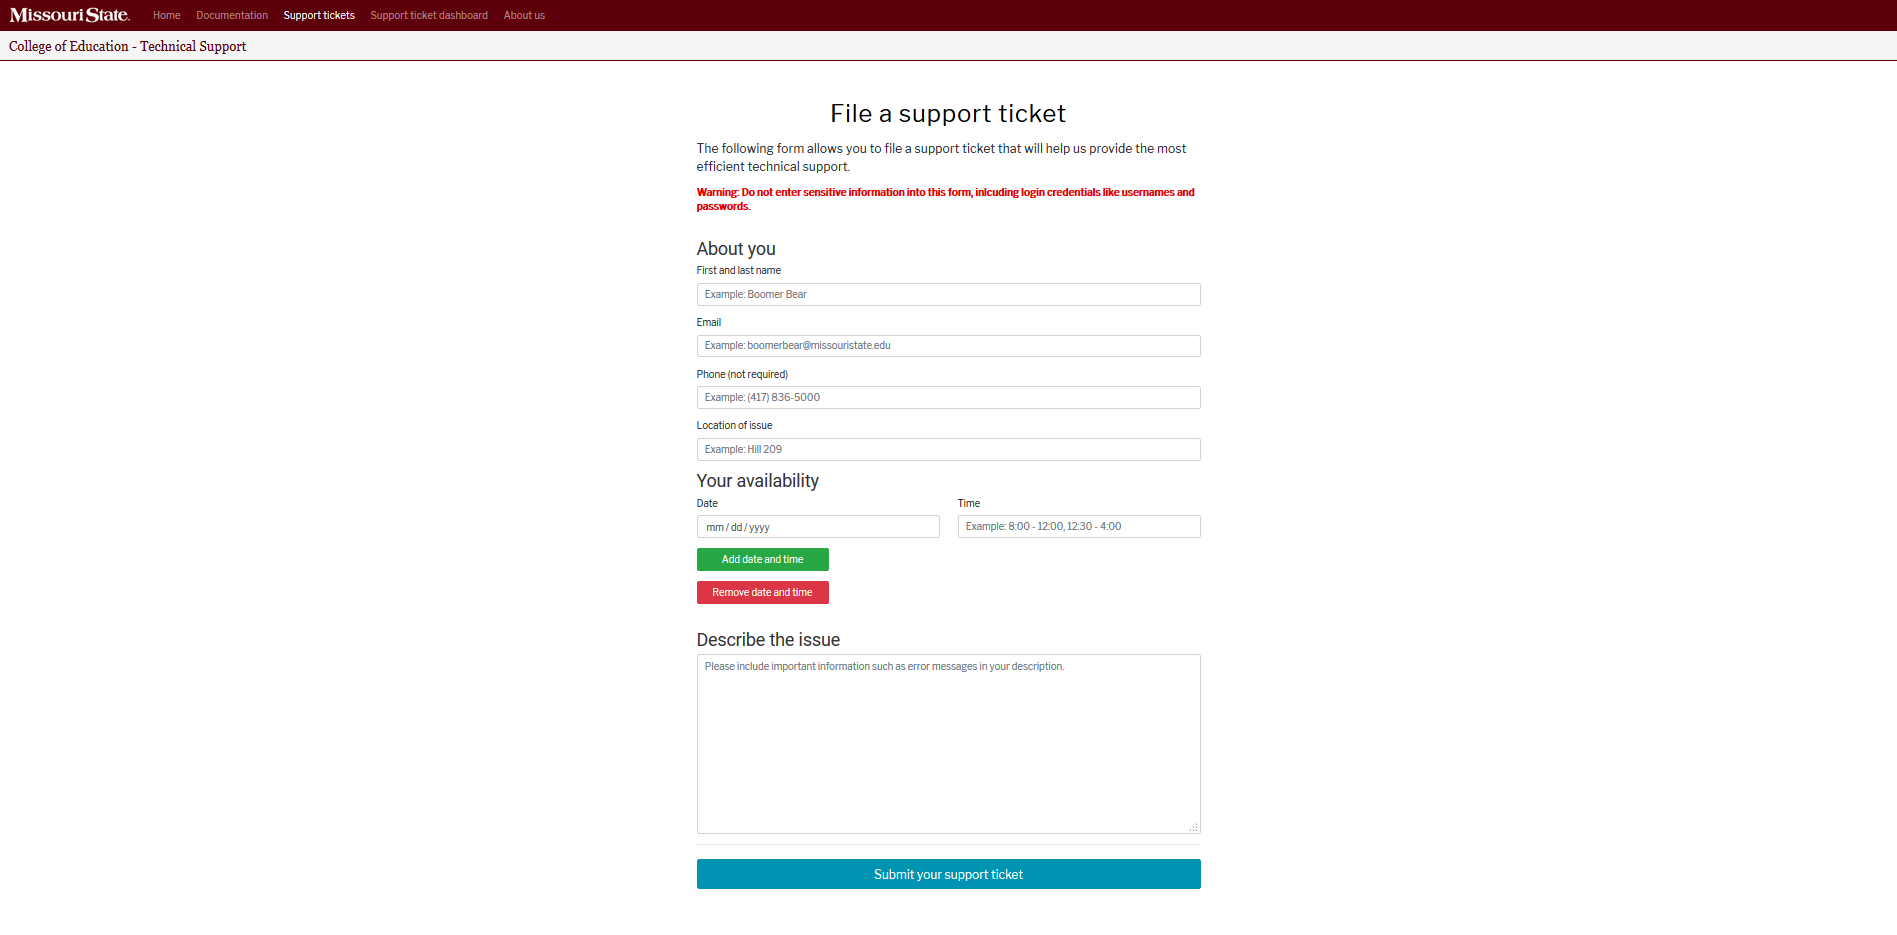 Missouri State.
Home Documentation Support tickets Support ticket dashboard About us
College of Education - Technical Support
File a support ticket
The following form allows you to file a support ticket that will help us provide the most
efficient technical support.
Warning: Do not enter sensitive information into this form, inlcuding login credentials like usernames and
passwords.
About you
First and last name
Example: Boomer Bear
Email
Example: boomerbear@missouristate.edu
Phone (not required)
Example: (417) 836-5000
Location of issue
Example: Hill 209
Your availability
Date Time
mm / dd / yyyy Example: 8:00 - 12:00, 12:30 - 4:00
Add date and time
Remove date and time
Describe the issue
Please include important information such as error messages in your description.
Submit your support ticket